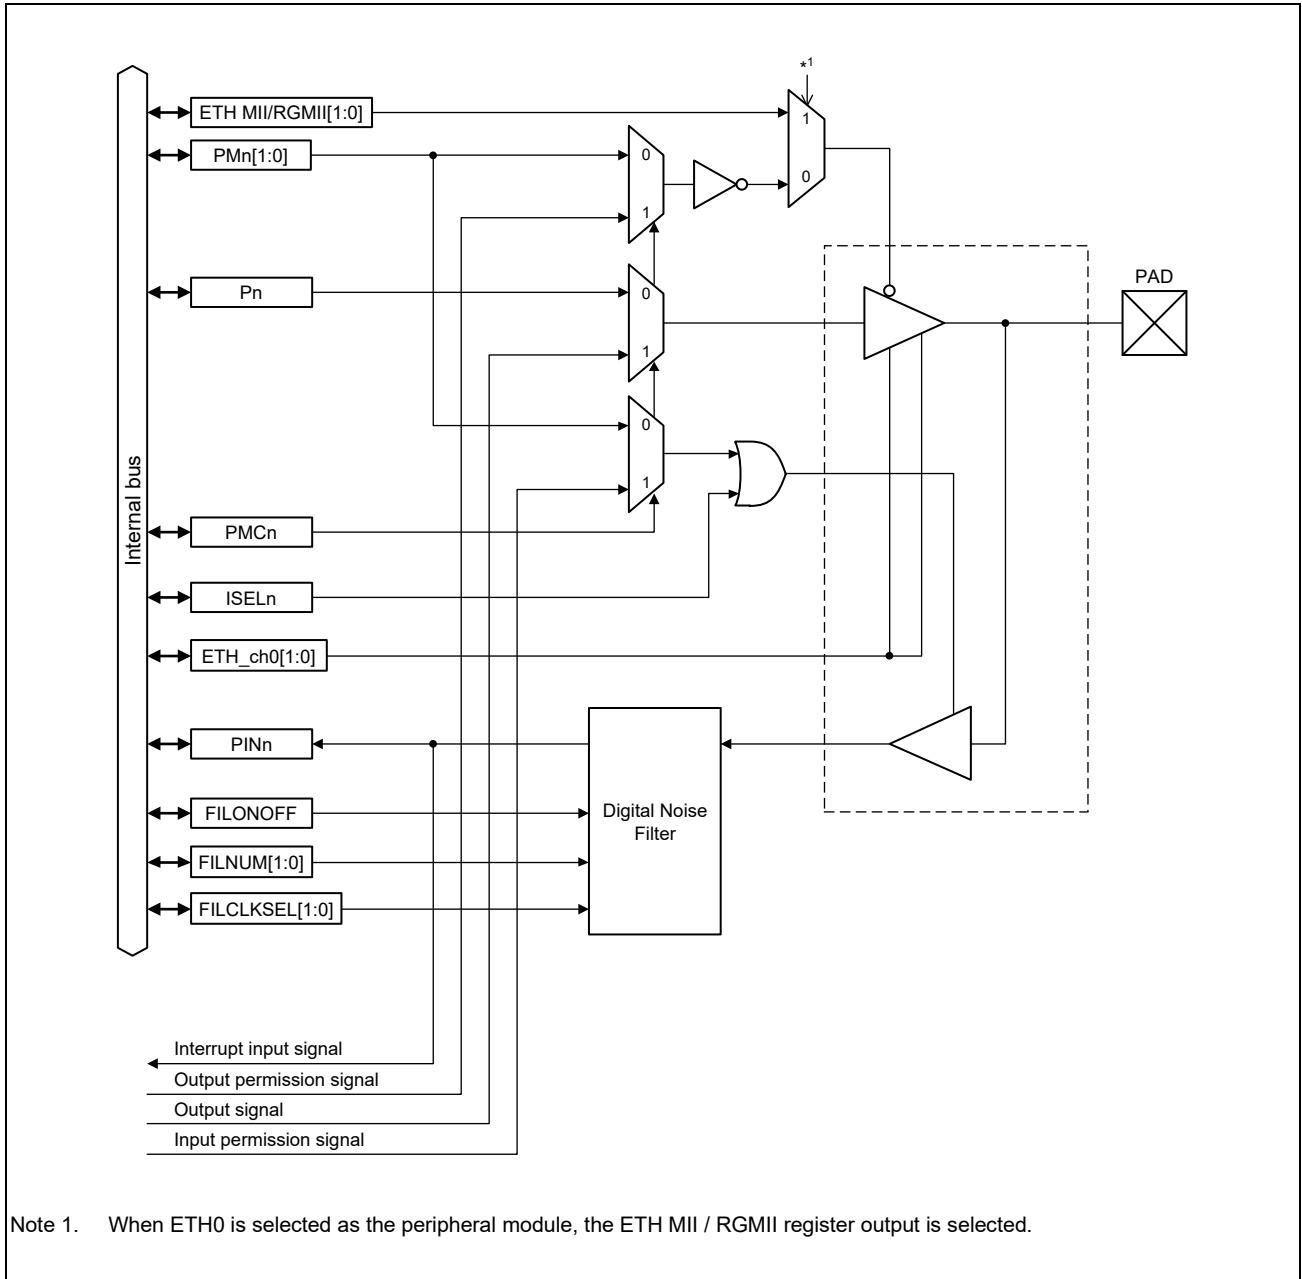 *1
ETH MII/RGMII[1:0]
1
PMn[1:0]
0
0
1
PAD
Pn
0
1
0
Internal bus
1
PMCn
ISELn
ETH_ch0[1:0]
PINn
FILONOFF
Digital Noise
Filter
FILNUM[1:0]
FILCLKSEL[1:0]
Interrupt input signal
Output permission signal
Output signal
Input permission signal
Note 1. When ETH0 is selected as the peripheral module, the ETH MII / RGMII register output is selected.